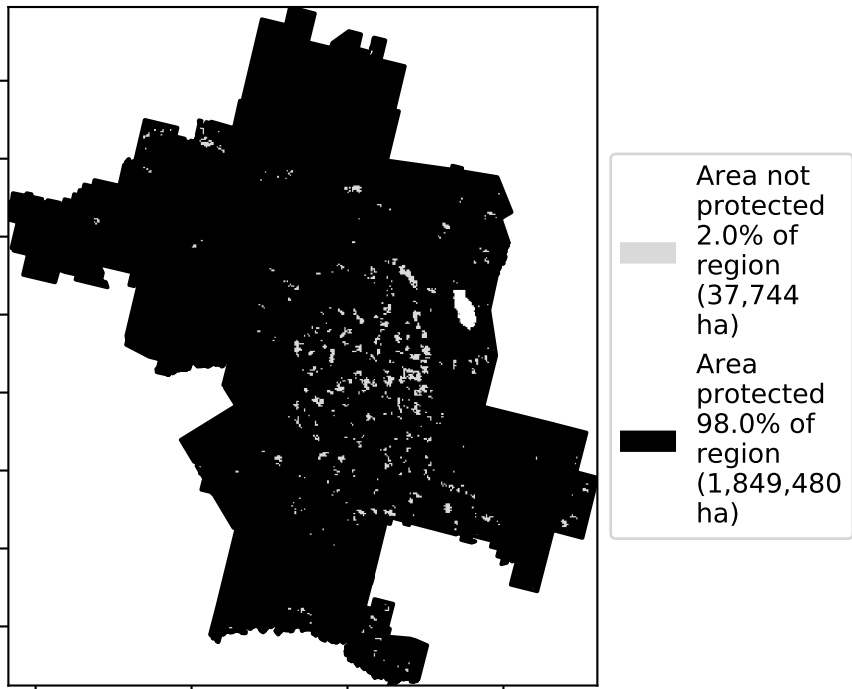 Area not
protected
2.0% of
region
(37,744
ha)
Area
protected
98.0% of
region
(1,849,480
ha)